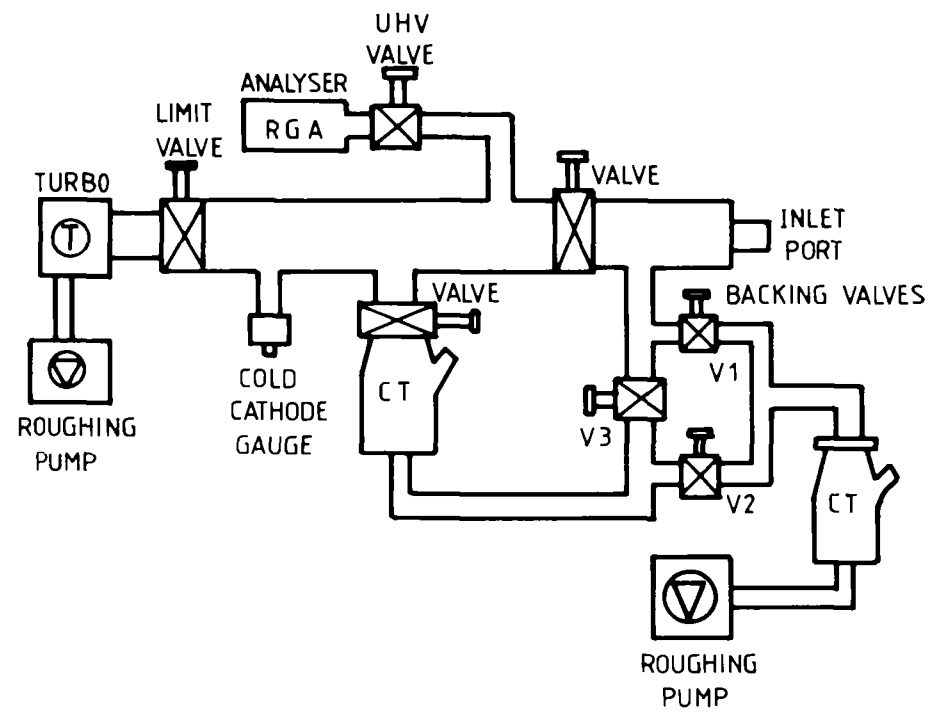 UHV
VALVE
ANALYSER
RGA
LIMIT
VALVE
TURBO
T
VALVE
INLET
PORT
VALVE
BACKING VALVES
V1
COLD
CATHODE
GAUGE
CT
V3
V2
ROUGHING
PUMP
CT
ROUGHING
PUMP